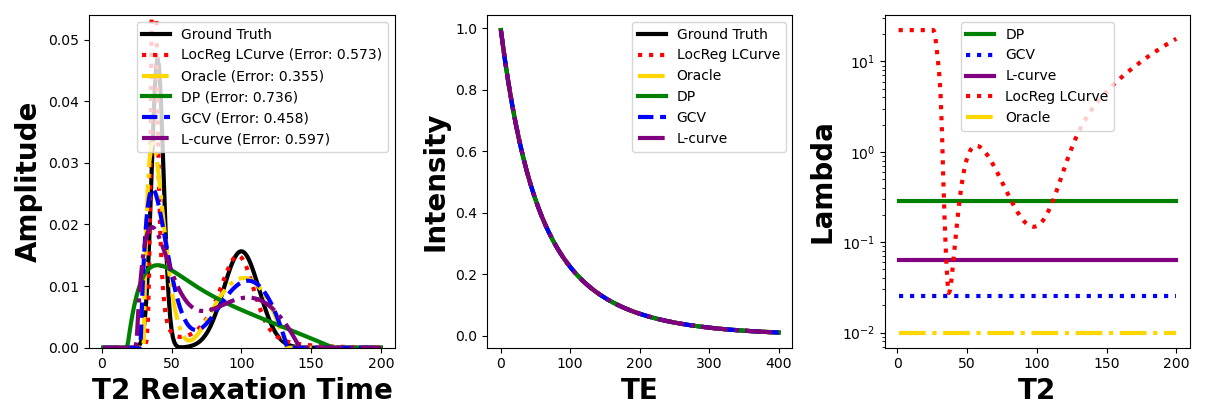 Amplitude
0.05
0.04
0.03
0.02
0.01
0.00
Ground Truth
LocReg LCurve (Error: 0.573)
Oracle (Error: 0.355)
DP (Error: 0.736)
GCV (Error: 0.458)
L-curve (Error: 0.597)
0 50 100 150 200
T2 Relaxation Time
Intensity
1.0
0.8
0.6
0.4
0.2
0.0
Ground Truth
LocReg LCurve
Oracle
DP
GCV
L-curve
0 100 200 300 400
TE
Lambda
10¹
10⁰
10⁻¹
10⁻²
DP
GCV
L-curve
LocReg LCurve
Oracle
0 50 100 150 200
T2